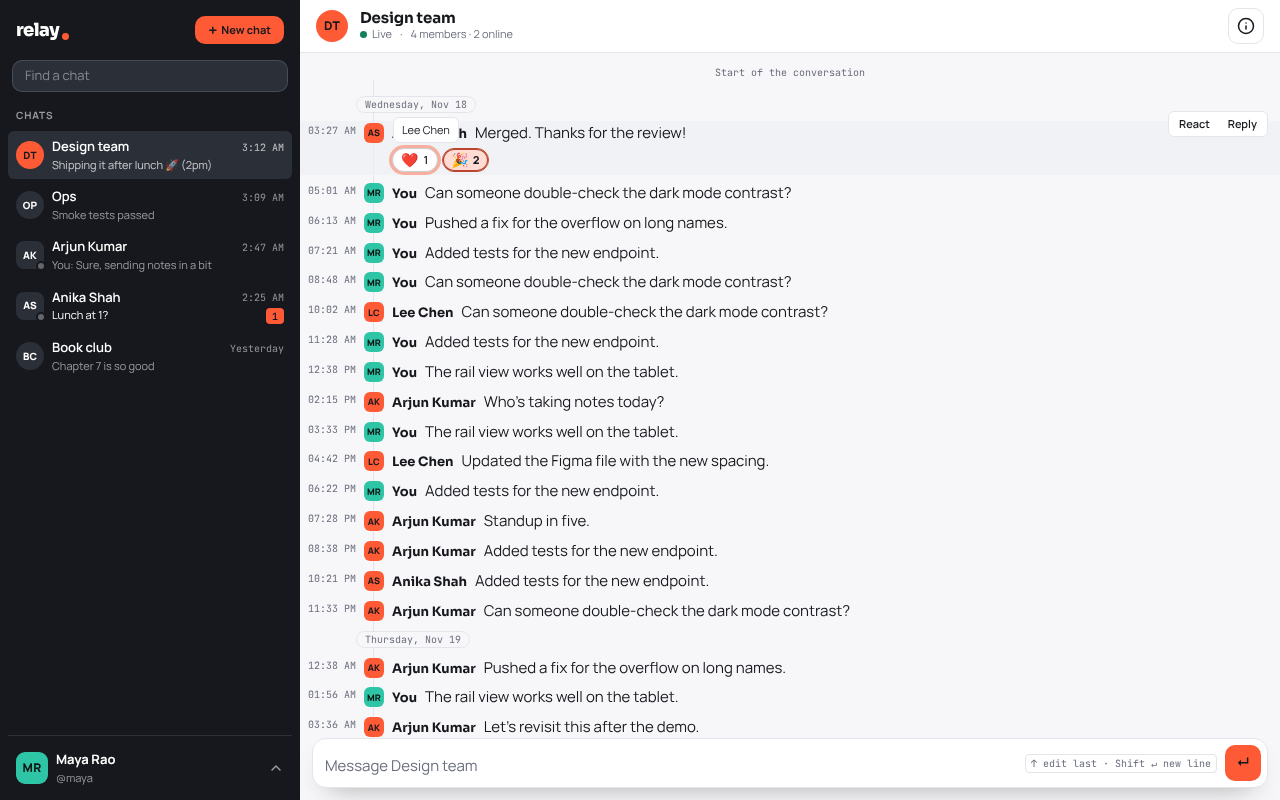 relay
+ New chat
Find a chat
CHATS
DT
Design team
3:12 AM
Shipping it after lunch 🚀 (2pm)
OP
Ops
3:09 AM
Smoke tests passed
AK
Arjun Kumar
2:47 AM
You: Sure, sending notes in a bit
AS
Anika Shah
2:25 AM
Lunch at 1?
1
BC
Book club
Yesterday
Chapter 7 is so good
MR
Maya Rao
@maya
DT
Design team
Live · 4 members · 2 online
Start of the conversation
Wednesday, Nov 18
Lee Chen
03:27 AM AS h Merged. Thanks for the review!
React Reply
❤️ 1 🎉 2
05:01 AM MR You Can someone double-check the dark mode contrast?
06:13 AM MR You Pushed a fix for the overflow on long names.
07:21 AM MR You Added tests for the new endpoint.
08:48 AM MR You Can someone double-check the dark mode contrast?
10:02 AM LC Lee Chen Can someone double-check the dark mode contrast?
11:28 AM MR You Added tests for the new endpoint.
12:38 PM MR You The rail view works well on the tablet.
02:15 PM AK Arjun Kumar Who's taking notes today?
03:33 PM MR You The rail view works well on the tablet.
04:42 PM LC Lee Chen Updated the Figma file with the new spacing.
06:22 PM MR You Added tests for the new endpoint.
07:28 PM AK Arjun Kumar Standup in five.
08:38 PM AK Arjun Kumar Added tests for the new endpoint.
10:21 PM AS Anika Shah Added tests for the new endpoint.
11:33 PM AK Arjun Kumar Can someone double-check the dark mode contrast?
Thursday, Nov 19
12:38 AM AK Arjun Kumar Pushed a fix for the overflow on long names.
01:56 AM MR You The rail view works well on the tablet.
03:36 AM AK Arjun Kumar Let's revisit this after the demo.
Message Design team
↑ edit last · Shift ↵ new line